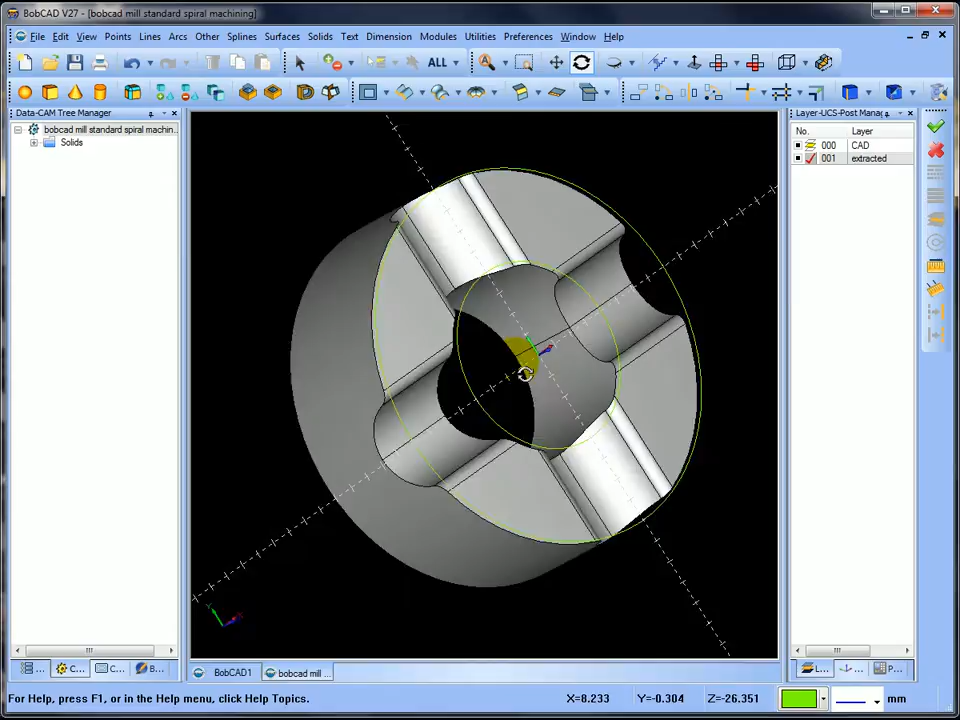 BobCAD V27 - [bobcad mill standard spiral machining]
File Edit View Points Lines Arcs Other Splines Surfaces Solids Text Dimension Modules Utilities Preferences Window Help
ALL
Data-CAM Tree Manager
bobcad mill standard spiral machin...
Solids
Layer-UCS-Post Manag
No. Layer
000 CAD
001 extracted
C... C... B...
L... ... P...
BobCAD1 bobcad mill ...
For Help, press F1, or in the Help menu, click Help Topics. X=8.233 Y=-0.304 Z=-26.351 mm